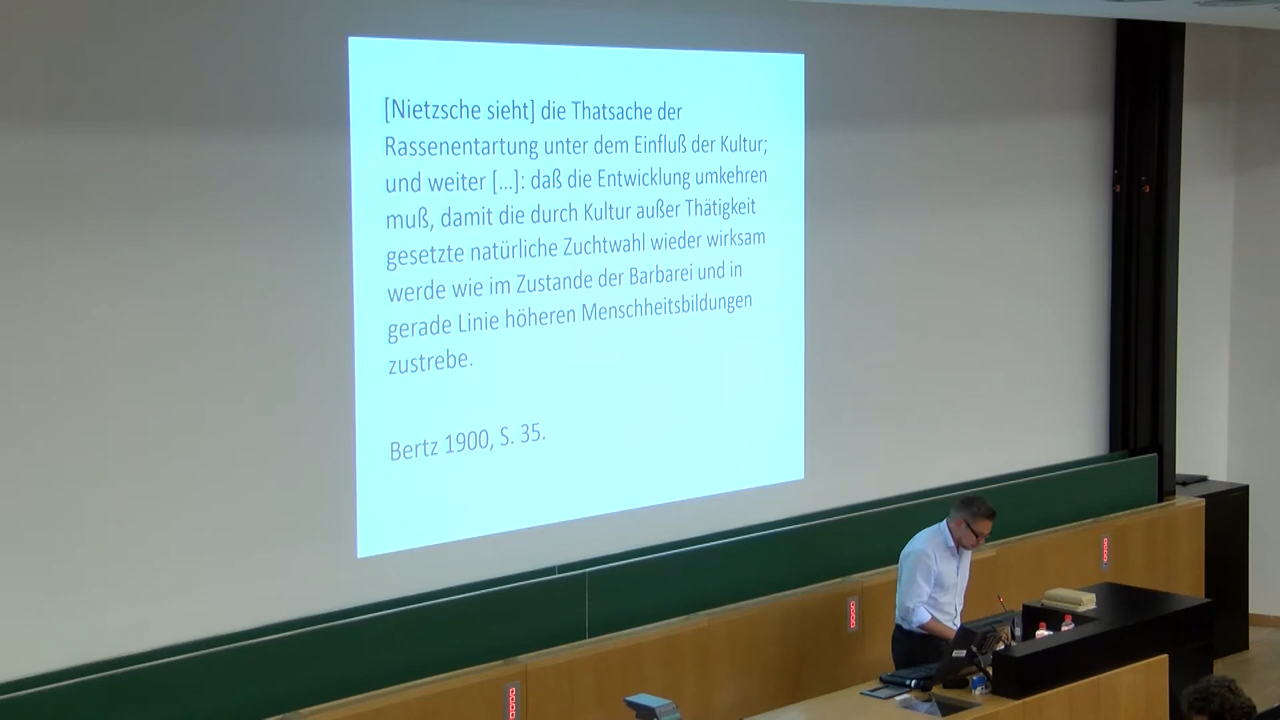 [Nietzsche sieht] die Thatsache der
Rassenentartung unter dem Einfluß der Kultur;
und weiter [...]: daß die Entwicklung umkehren
muß, damit die durch Kultur außer Thätigkeit
gesetzte natürliche Zuchtwahl wieder wirksam
werde wie im Zustande der Barbarei und in
gerade Linie höheren Menschheitsbildungen
zustrebe.
Bertz 1900, S. 35.